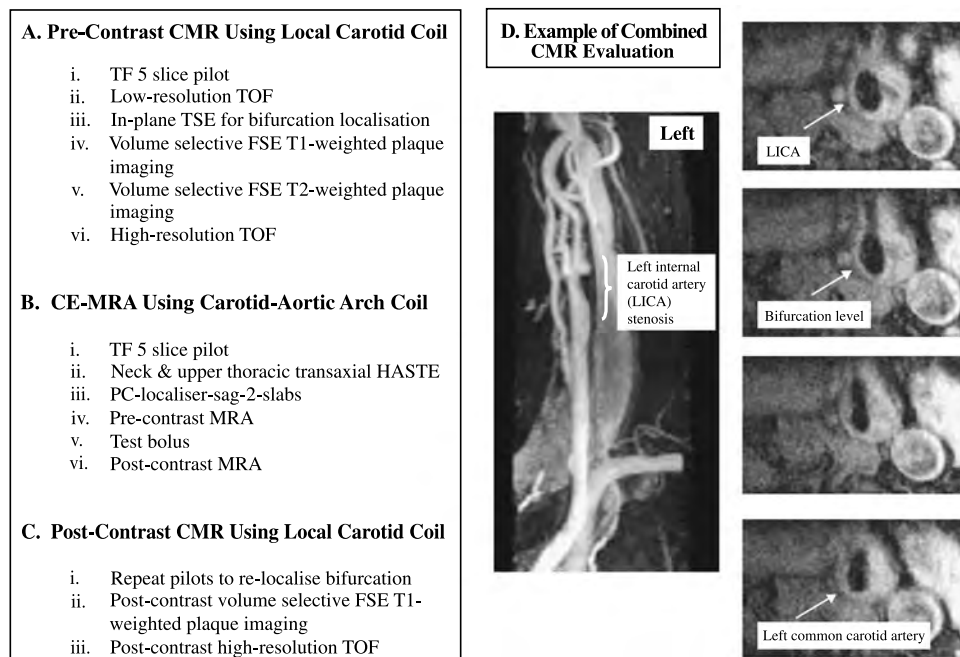 A. Pre-Contrast CMR Using Local Carotid Coil
i. TF 5 slice pilot
ii. Low-resolution TOF
iii. In-plane TSE for bifurcation localisation
iv. Volume selective FSE T1-weighted plaque
imaging
v. Volume selective FSE T2-weighted plaque
imaging
vi. High-resolution TOF
B. CE-MRA Using Carotid-Aortic Arch Coil
i. TF 5 slice pilot
ii. Neck & upper thoracic transaxial HASTE
iii. PC-localiser-sag-2-slabs
iv. Pre-contrast MRA
v. Test bolus
vi. Post-contrast MRA
C. Post-Contrast CMR Using Local Carotid Coil
i. Repeat pilots to re-localise bifurcation
ii. Post-contrast volume selective FSE T1-
weighted plaque imaging
iii. Post-contrast high-resolution TOF
D. Example of Combined
CMR Evaluation
Left
Left internal
carotid artery
(LICA)
stenosis
LICA
Bifurcation level
Left common carotid artery